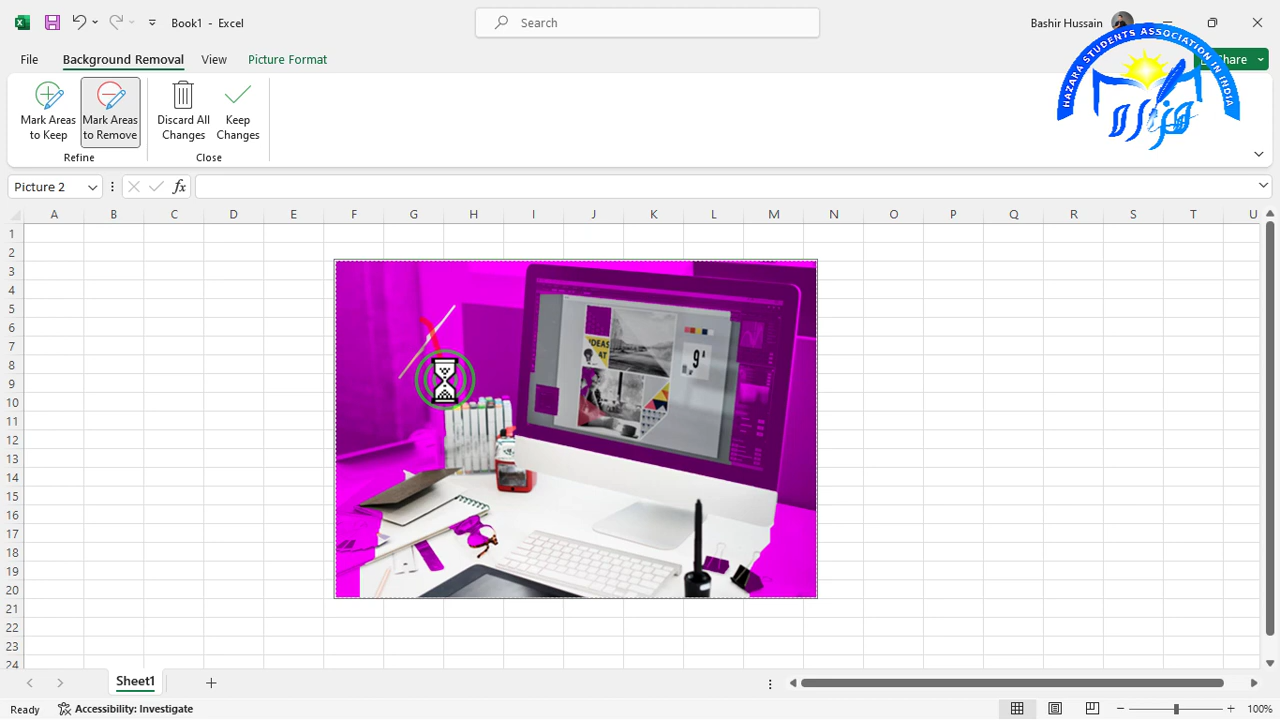 Book1 - Excel
Search
Bashir Hussain
File
Background Removal
View
Picture Format
Share
HAZARA STUDENTS ASSOCIATION IN INDIA
Mark Areas
to Keep
Mark Areas
to Remove
Discard All
Changes
Keep
Changes
Refine
Close
Picture 2
fx
A B C D E F G H I J K L M N O P Q R S T U
1
2
3
4
5
6
7
8
9
10
11
12
13
14
15
16
17
18
19
20
21
22
23
24
IDEAS
AT
9
Sheet1
Ready
Accessibility: Investigate
100%